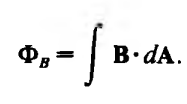 Φ_B = ∫ B · dA.